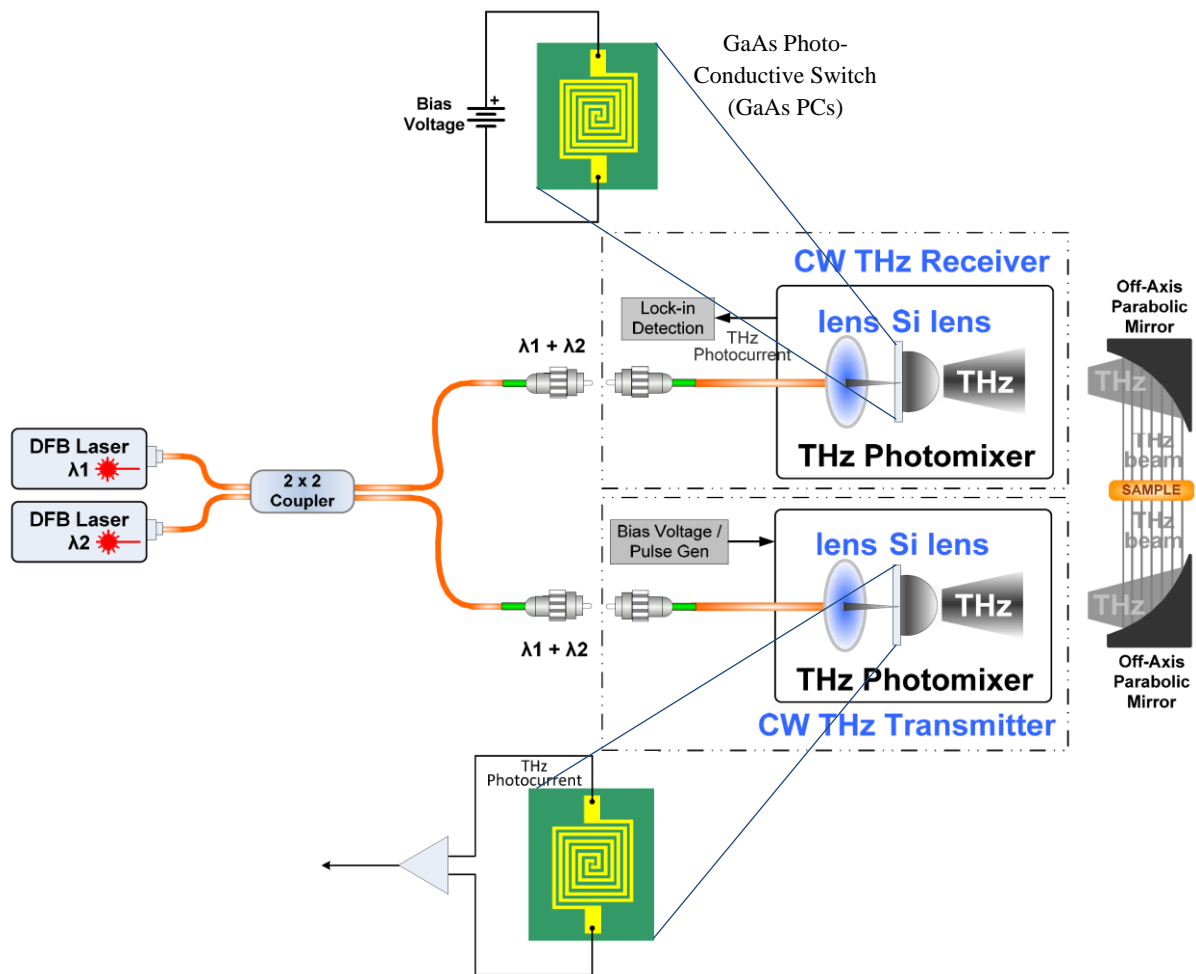 GaAs Photo-
Conductive Switch
(GaAs PCs)
+
Bias
Voltage
CW THz Receiver
Lock-in
Detection
THz
Photocurrent
lens Si lens
THz
THz Photomixer
λ1 + λ2
Off-Axis
Parabolic
Mirror
THz
THz
beam
SAMPLE
THz
beam
THz
Off-Axis
Parabolic
Mirror
DFB Laser
λ1
DFB Laser
λ2
2 x 2
Coupler
Bias Voltage /
Pulse Gen
lens Si lens
THz
THz Photomixer
λ1 + λ2
CW THz Transmitter
THz
Photocurrent